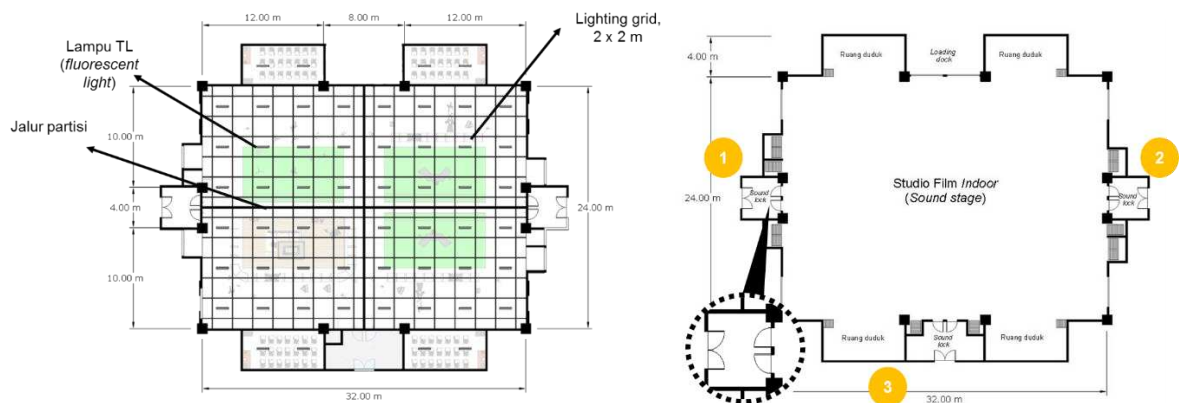 12.00 m
8.00 m
12.00 m
Lighting grid,
2 x 2 m
Lampu TL
(fluorescent
light)
Jalur partisi
10.00 m
4.00 m
10.00 m
24.00 m
32.00 m
4.00 m
24.00 m
Ruang duduk
Loading
dock
Ruang duduk
1
2
Sound
lock
Studio Film Indoor
(Sound stage)
Sound
lock
Ruang duduk
Sound
lock
Ruang duduk
3
32.00 m